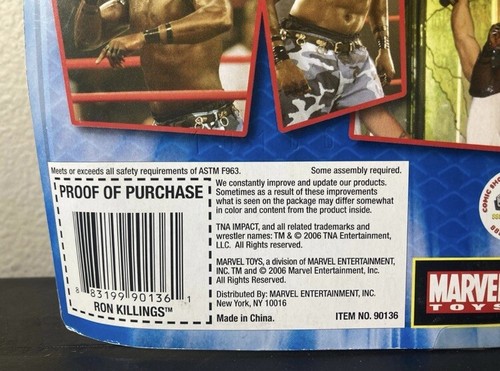 Meets or exceeds all safety requirements of ASTM F963.
Some assembly required.
PROOF OF PURCHASE
8 83199 90136 1
RON KILLINGS™
We constantly improve and update our products.
Sometimes as a result of these improvements
what is seen on the package may differ somewhat
in color and content from the product inside.
TNA IMPACT, and all related trademarks and
wrestler names: TM & © 2006 TNA Entertainment,
LLC. All rights reserved.
MARVEL TOYS, a division of MARVEL ENTERTAINMENT,
INC. TM and © 2006 Marvel Entertainment, Inc.
All Rights Reserved.
Distributed By: MARVEL ENTERTAINMENT, INC.
New York, NY 10016
Made in China.
ITEM NO. 90136
MARVEL
TOYS
COMIC SHO